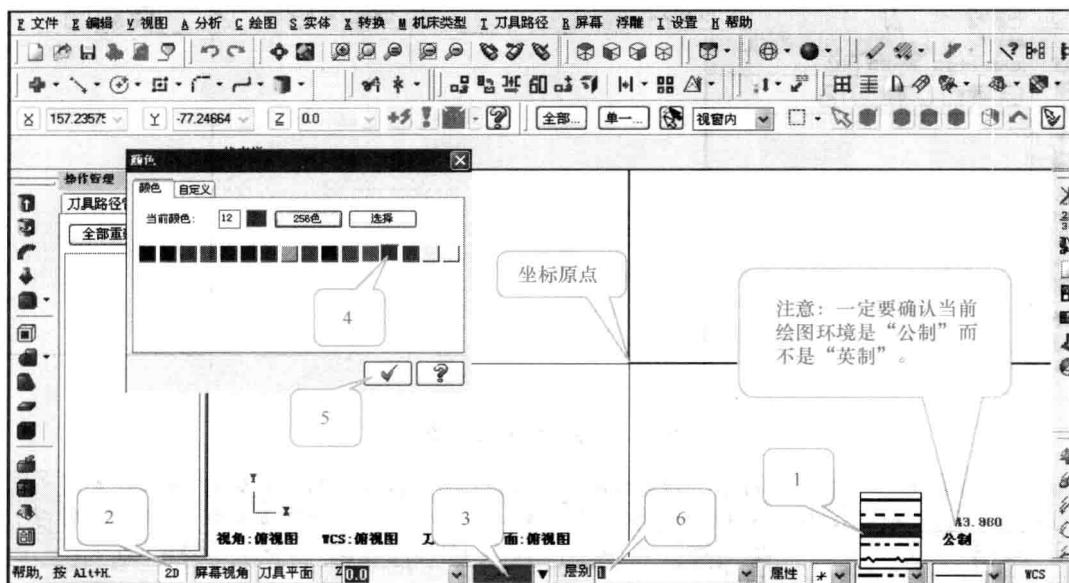 F 文件 E 编辑 V 视图 A 分析 C 绘图 S 实体 X 转换 M 机床类型 T 刀具路径 R 屏幕 浮雕 I 设置 H 帮助
X 157.23575 Y -77.24664 Z 0.0 全部... 单一... 视窗内
颜色
操作管理
颜色 自定义
刀具路径
当前颜色: 12 256色 选择
全部重
4
坐标原点
注意：一定要确认当前
绘图环境是“公制”而
不是“英制”。
5
Y
X
1
2
3
6
43.980
视角:俯视图 WCS:俯视图 面:俯视图 公制
帮助, 按 Alt+H. 2D 屏幕视角 刀具平面 Z 0.0 层别 1 属性 * WCS